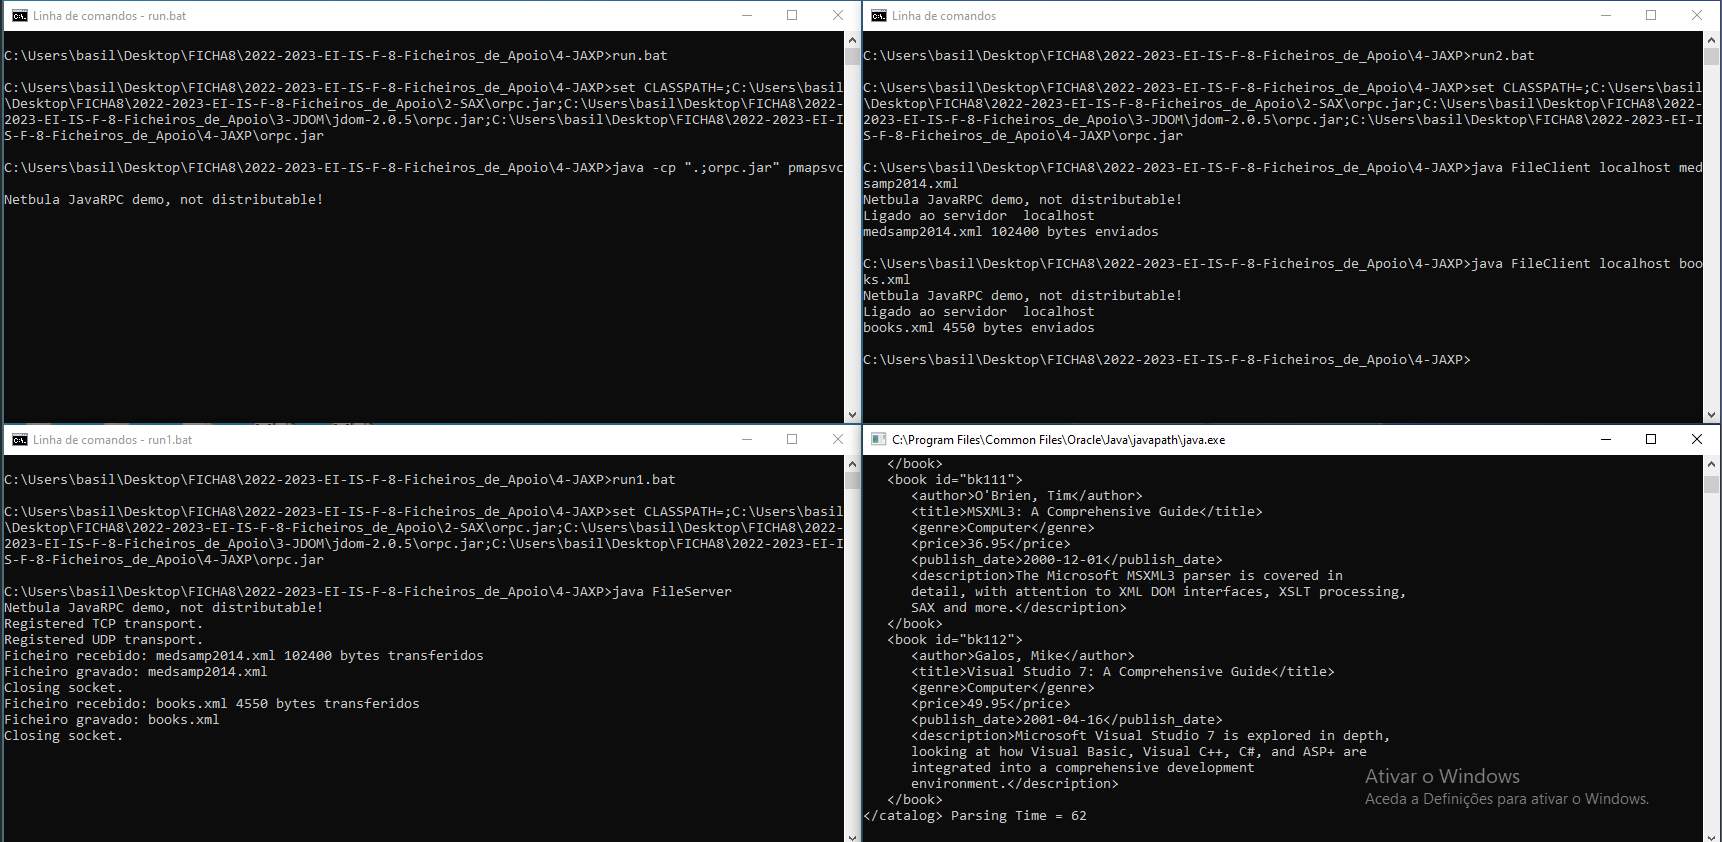 Linha de comandos - run.bat
C:\Users\basil\Desktop\FICHA8\2022-2023-EI-IS-F-8-Ficheiros_de_Apoio\4-JAXP>run.bat
C:\Users\basil\Desktop\FICHA8\2022-2023-EI-IS-F-8-Ficheiros_de_Apoio\4-JAXP>set CLASSPATH=;C:\Users\basil
\Desktop\FICHA8\2022-2023-EI-IS-F-8-Ficheiros_de_Apoio\2-SAX\orpc.jar;C:\Users\basil\Desktop\FICHA8\2022-
2023-EI-IS-F-8-Ficheiros_de_Apoio\3-JDOM\jdom-2.0.5\orpc.jar;C:\Users\basil\Desktop\FICHA8\2022-2023-EI-I
S-F-8-Ficheiros_de_Apoio\4-JAXP\orpc.jar
C:\Users\basil\Desktop\FICHA8\2022-2023-EI-IS-F-8-Ficheiros_de_Apoio\4-JAXP>java -cp ".;orpc.jar" pmapsvc
Netbula JavaRPC demo, not distributable!
Linha de comandos
C:\Users\basil\Desktop\FICHA8\2022-2023-EI-IS-F-8-Ficheiros_de_Apoio\4-JAXP>run2.bat
C:\Users\basil\Desktop\FICHA8\2022-2023-EI-IS-F-8-Ficheiros_de_Apoio\4-JAXP>set CLASSPATH=;C:\Users\basil
\Desktop\FICHA8\2022-2023-EI-IS-F-8-Ficheiros_de_Apoio\2-SAX\orpc.jar;C:\Users\basil\Desktop\FICHA8\2022-
2023-EI-IS-F-8-Ficheiros_de_Apoio\3-JDOM\jdom-2.0.5\orpc.jar;C:\Users\basil\Desktop\FICHA8\2022-2023-EI-I
S-F-8-Ficheiros_de_Apoio\4-JAXP\orpc.jar
C:\Users\basil\Desktop\FICHA8\2022-2023-EI-IS-F-8-Ficheiros_de_Apoio\4-JAXP>java FileClient localhost med
samp2014.xml
Netbula JavaRPC demo, not distributable!
Ligado ao servidor  localhost
medsamp2014.xml 102400 bytes enviados
C:\Users\basil\Desktop\FICHA8\2022-2023-EI-IS-F-8-Ficheiros_de_Apoio\4-JAXP>java FileClient localhost boo
ks.xml
Netbula JavaRPC demo, not distributable!
Ligado ao servidor  localhost
books.xml 4550 bytes enviados
C:\Users\basil\Desktop\FICHA8\2022-2023-EI-IS-F-8-Ficheiros_de_Apoio\4-JAXP>
Linha de comandos - run1.bat
C:\Users\basil\Desktop\FICHA8\2022-2023-EI-IS-F-8-Ficheiros_de_Apoio\4-JAXP>run1.bat
C:\Users\basil\Desktop\FICHA8\2022-2023-EI-IS-F-8-Ficheiros_de_Apoio\4-JAXP>set CLASSPATH=;C:\Users\basil
\Desktop\FICHA8\2022-2023-EI-IS-F-8-Ficheiros_de_Apoio\2-SAX\orpc.jar;C:\Users\basil\Desktop\FICHA8\2022-
2023-EI-IS-F-8-Ficheiros_de_Apoio\3-JDOM\jdom-2.0.5\orpc.jar;C:\Users\basil\Desktop\FICHA8\2022-2023-EI-I
S-F-8-Ficheiros_de_Apoio\4-JAXP\orpc.jar
C:\Users\basil\Desktop\FICHA8\2022-2023-EI-IS-F-8-Ficheiros_de_Apoio\4-JAXP>java FileServer
Netbula JavaRPC demo, not distributable!
Registered TCP transport.
Registered UDP transport.
Ficheiro recebido: medsamp2014.xml 102400 bytes transferidos
Ficheiro gravado: medsamp2014.xml
Closing socket.
Ficheiro recebido: books.xml 4550 bytes transferidos
Ficheiro gravado: books.xml
Closing socket.
C:\Program Files\Common Files\Oracle\Java\javapath\java.exe
</book>
<book id="bk111">
<author>O'Brien, Tim</author>
<title>MSXML3: A Comprehensive Guide</title>
<genre>Computer</genre>
<price>36.95</price>
<publish_date>2000-12-01</publish_date>
<description>The Microsoft MSXML3 parser is covered in
detail, with attention to XML DOM interfaces, XSLT processing,
SAX and more.</description>
</book>
<book id="bk112">
<author>Galos, Mike</author>
<title>Visual Studio 7: A Comprehensive Guide</title>
<genre>Computer</genre>
<price>49.95</price>
<publish_date>2001-04-16</publish_date>
<description>Microsoft Visual Studio 7 is explored in depth,
looking at how Visual Basic, Visual C++, C#, and ASP+ are
integrated into a comprehensive development
environment.</description>
</book>
</catalog> Parsing Time = 62
Ativar o Windows
Aceda a Definições para ativar o Windows.